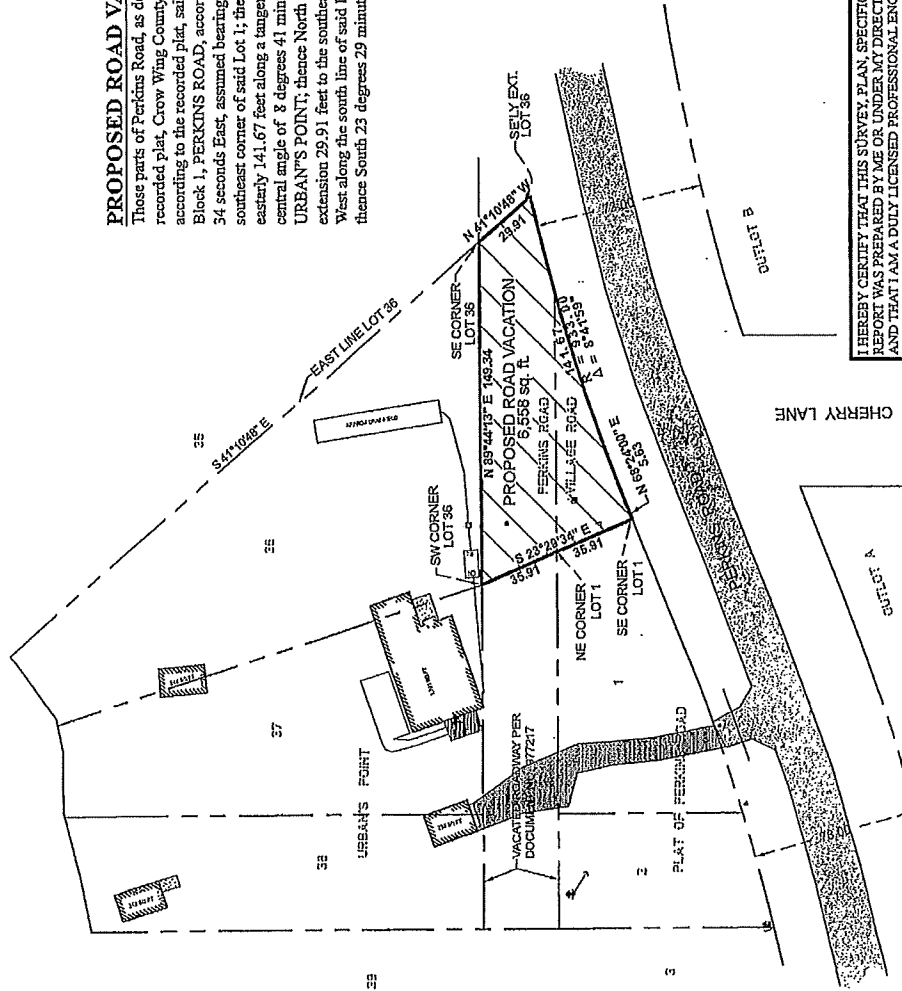 PROPOSED ROAD VA
Those parts of Perkins Road, as de
recorded plat, Crow Wing County
according to the recorded plat, sai
Block 1, PERKINS ROAD, accor
34 seconds East, assumed bearing
southeast corner of said Lot 1; the
easterly 141.67 feet along a tangen
central angle of 8 degrees 41 min
URBAN"S POINT; thence North
extension 29.91 feet to the southea
West along the south line of said I
thence South 23 degrees 29 minut
35
EAST LINE LOT 36
S 41°10'48" E
36
SW CORNER
LOT 36
SE CORNER
LOT 36
N 41°10'48" W
29.91
SE'LY EXT.
LOT 36
N 89°44'13" E 149.34
PROPOSED ROAD VACATION
6,558 sq. ft.
PERKINS ROAD
VILLAGE ROAD
141.67
R = 933.00
Δ = 8°41'59"
S 23°29'34" E
35.91
35.91
N 68°24'00" E
5.63
NE CORNER
LOT 1
SE CORNER
LOT 1
37
URBAN'S POINT
38
39
VACATED ROADWAY PER
DOCUMENT NO. 977217
1
2
3
PLAT OF PERKINS ROAD
PERKINS ROAD
CHERRY LANE
OUTLOT B
OUTLOT A
I HEREBY CERTIFY THAT THIS SURVEY, PLAN, SPECIFIC
REPORT WAS PREPARED BY ME OR UNDER MY DIRECT
AND THAT I AM A DULY LICENSED PROFESSIONAL ENG